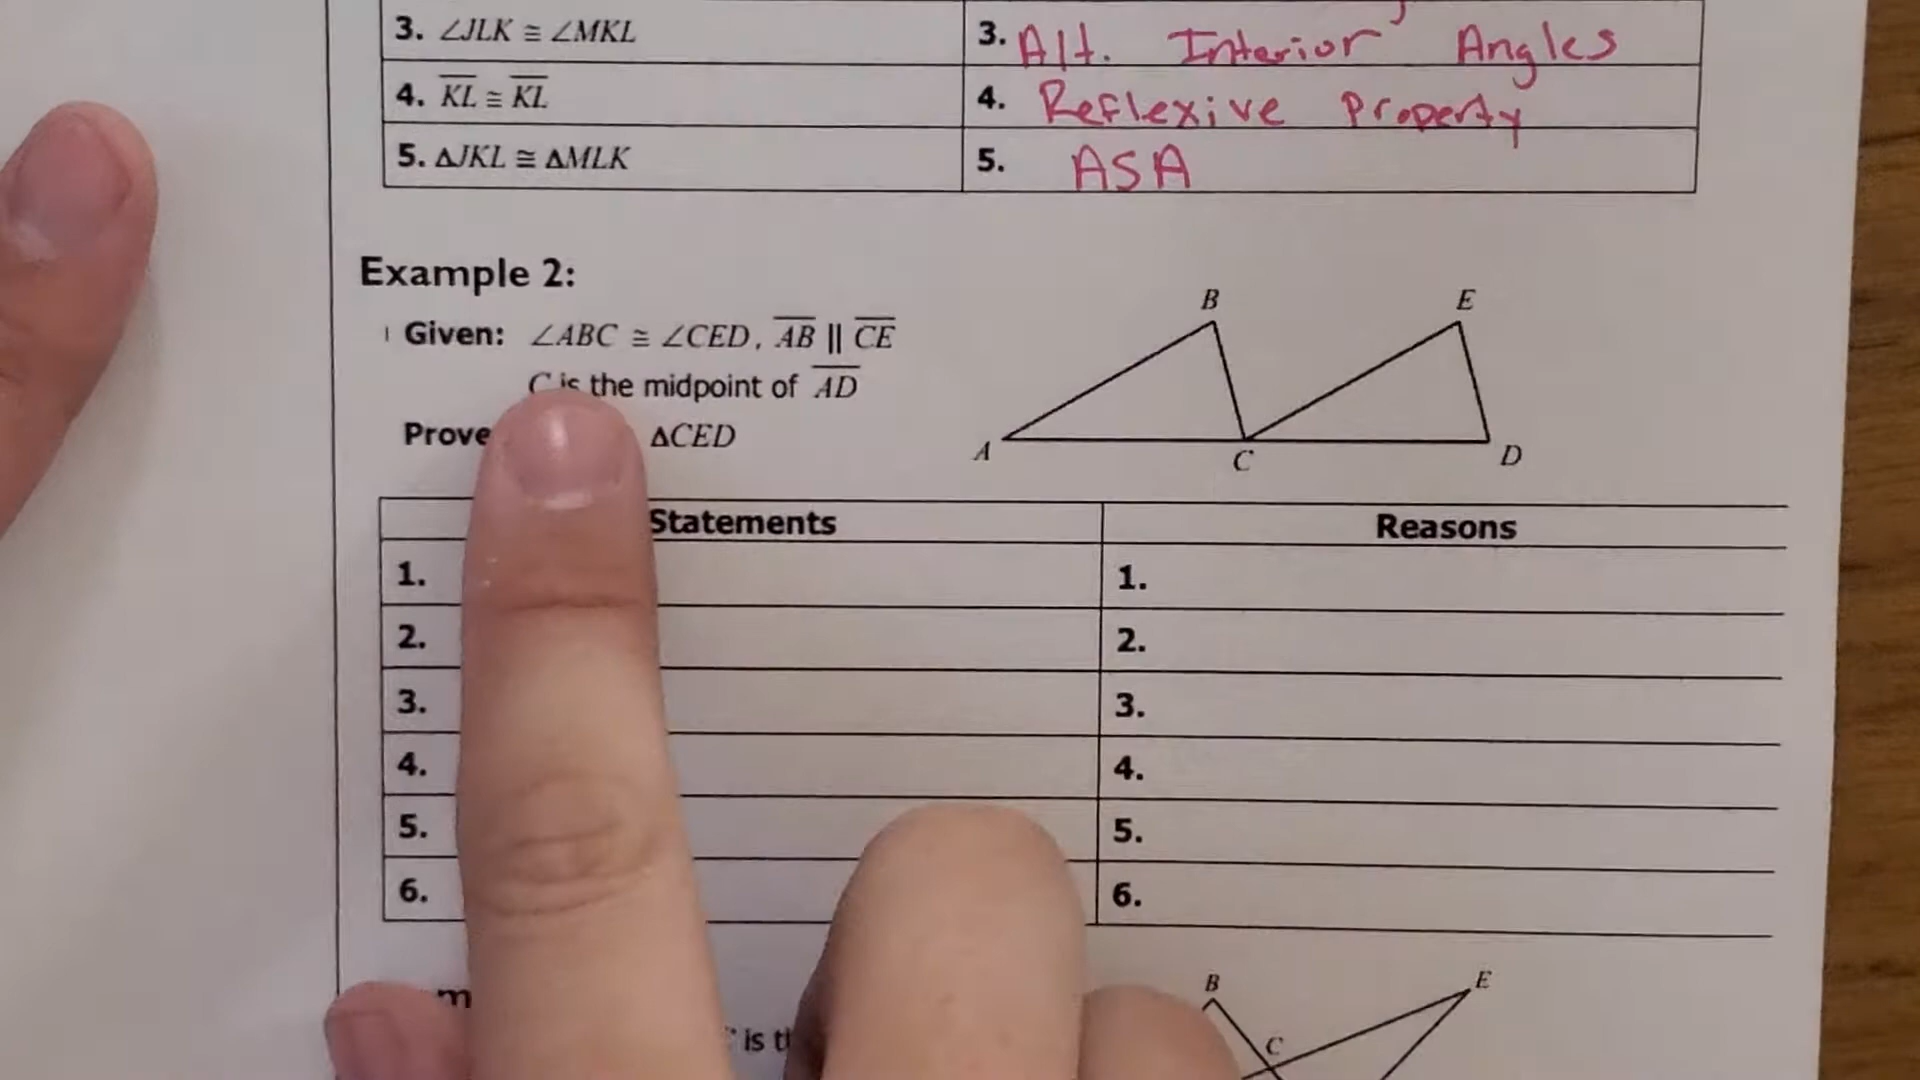 3. ∠JLK ≅ ∠MKL
3. Alt. Interior Angles
4. KL ≅ KL
4. Reflexive Property
5. ΔJKL ≅ ΔMLK
5. ASA
Example 2:
Given: ∠ABC ≅ ∠CED, AB || CE
C is the midpoint of AD
Prove ΔCED
B
E
A
C
D
Statements
Reasons
1.
1.
2.
2.
3.
3.
4.
4.
5.
5.
6.
6.
B
E
m
is
C